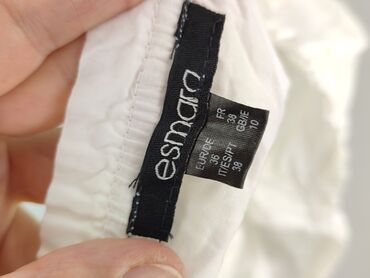 esmara
FR
38
GB/IE
10
EUR/DE
36
IT/ES/PT
38